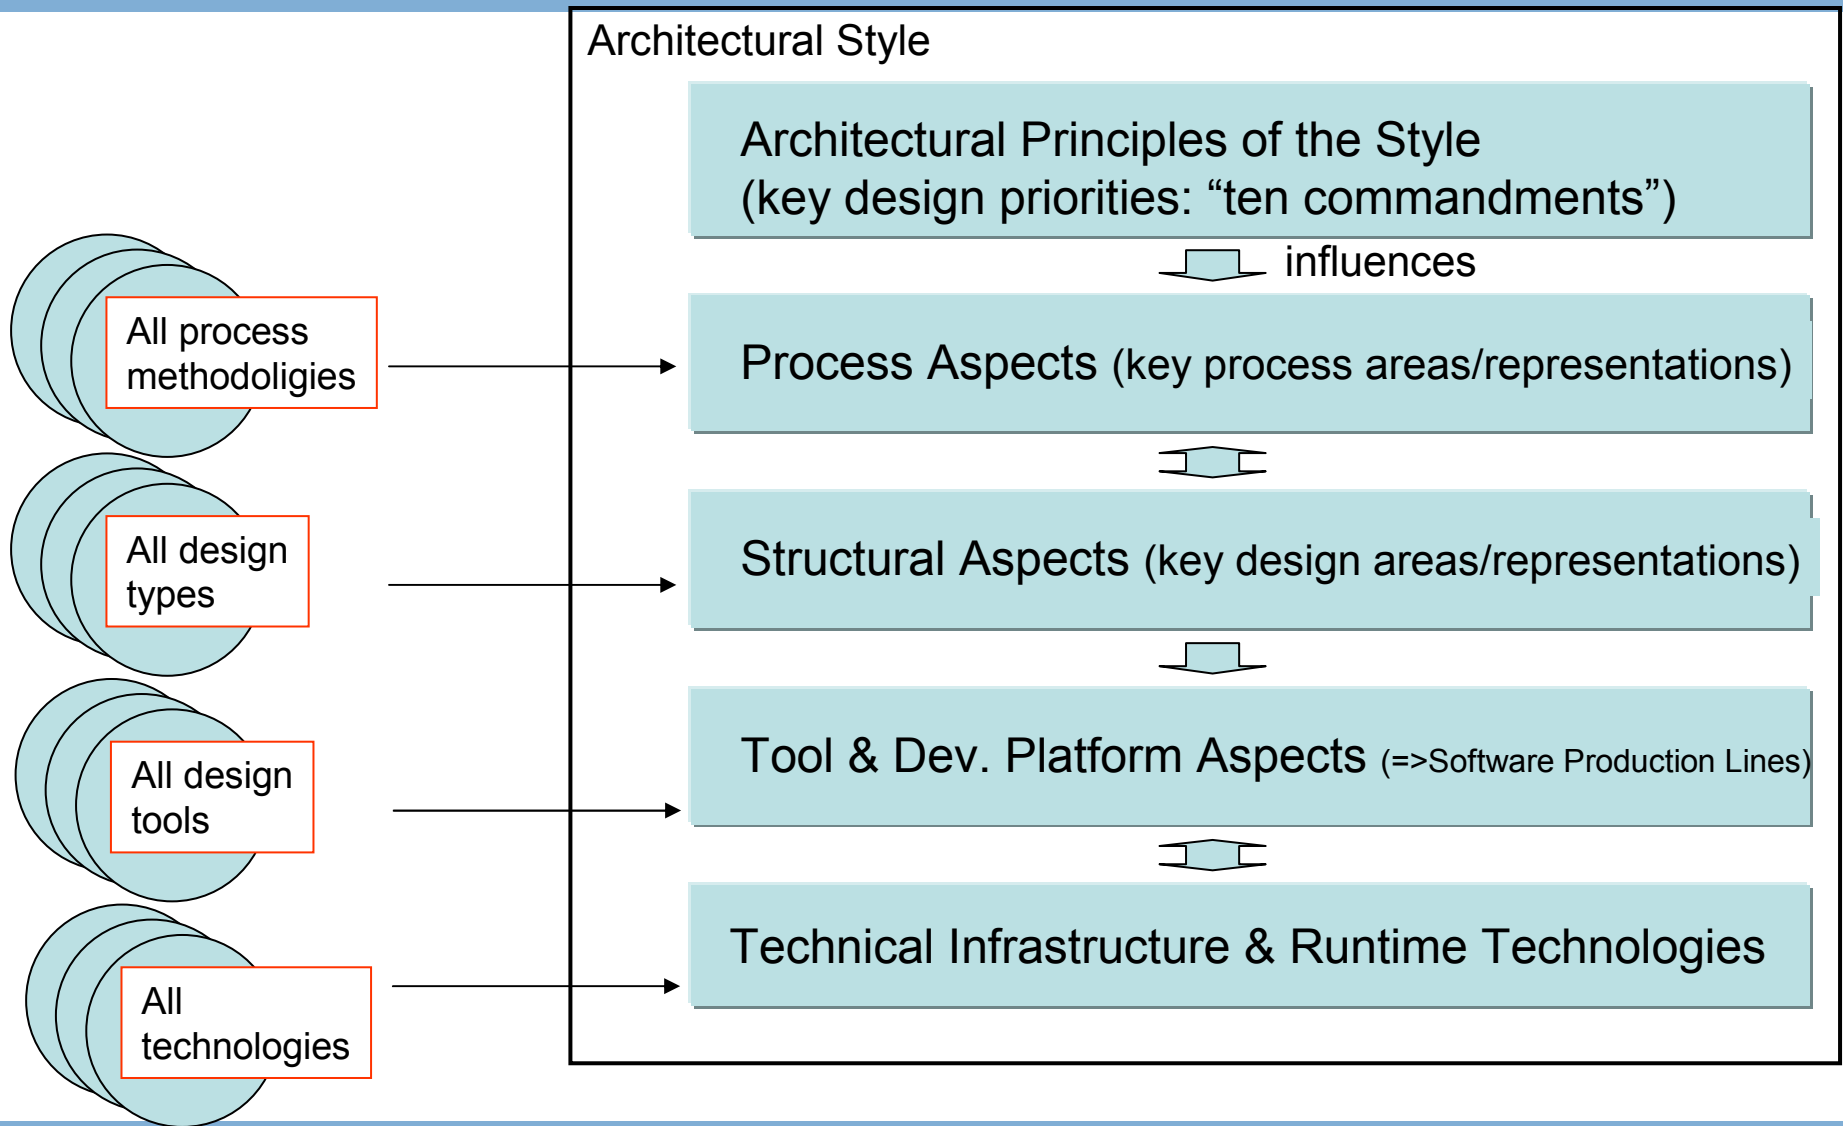 Architectural Style
Architectural Principles of the Style
(key design priorities: “ten commandments”)
influences
All process
methodoligies
Process Aspects (key process areas/representations)
All design
types
Structural Aspects (key design areas/representations)
All design
tools
Tool & Dev. Platform Aspects (=>Software Production Lines)
All
technologies
Technical Infrastructure & Runtime Technologies